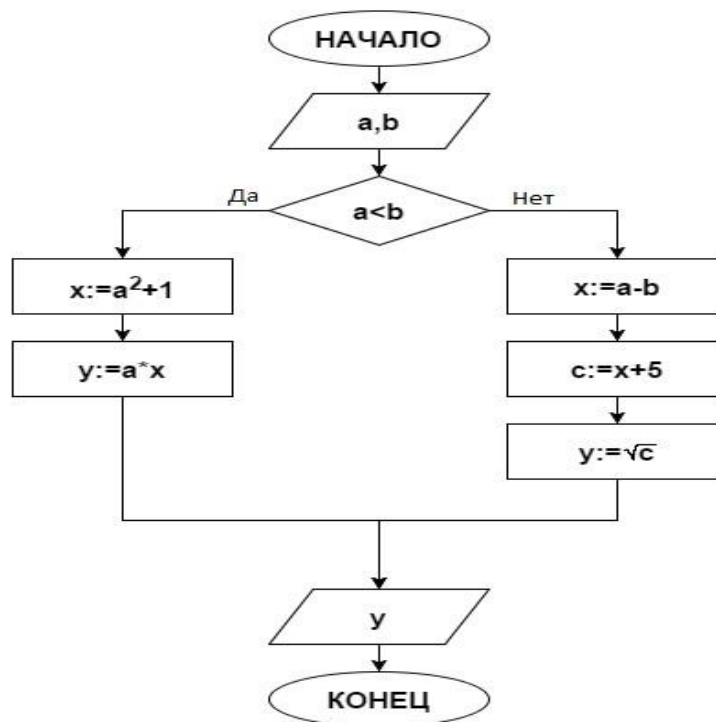 НАЧАЛО
a,b
a<b
Да
Нет
x:=a²+1
y:=a*x
x:=a-b
c:=x+5
y:=√c
y
КОНЕЦ